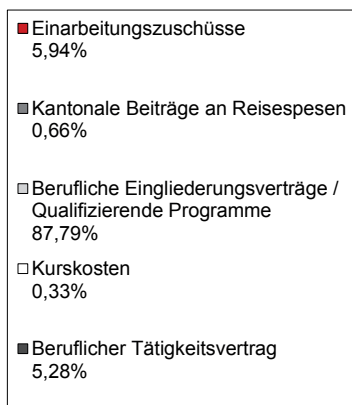 Einarbeitungszuschüsse
5,94%
Kantonale Beiträge an Reisespesen
0,66%
Berufliche Eingliederungsverträge /
Qualifizierende Programme
87,79%
Kurskosten
0,33%
Beruflicher Tätigkeitsvertrag
5,28%